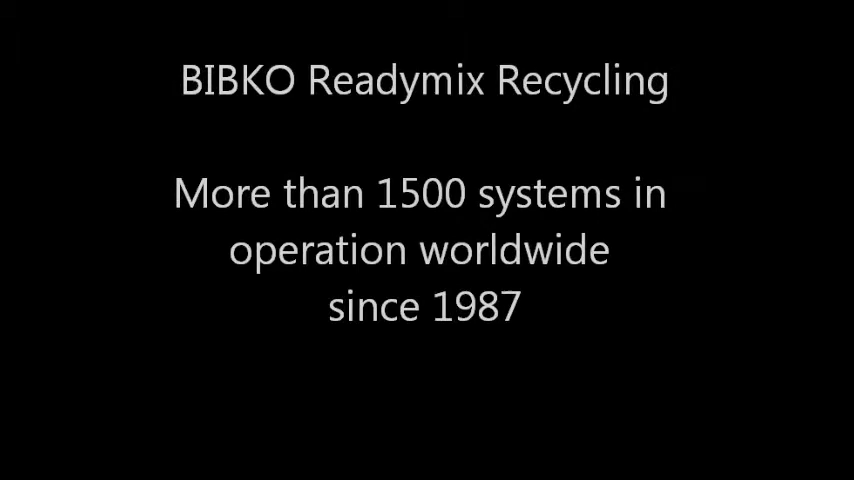 BIBKO Readymix Recycling
More than 1500 systems in
operation worldwide
since 1987